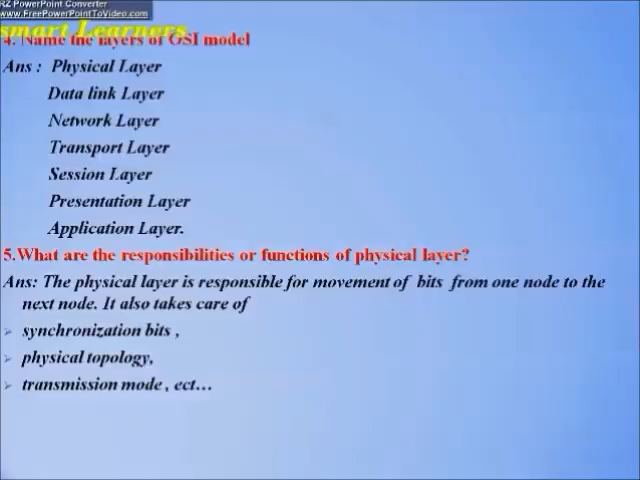 RZ PowerPoint Converter
www.FreePowerPointToVideo.com
smart Learners
4. Name the layers of OSI model
Ans : Physical Layer
Data link Layer
Network Layer
Transport Layer
Session Layer
Presentation Layer
Application Layer.
5.What are the responsibilities or functions of physical layer?
Ans: The physical layer is responsible for movement of bits from one node to the
next node. It also takes care of
synchronization bits ,
physical topology,
transmission mode , ect...